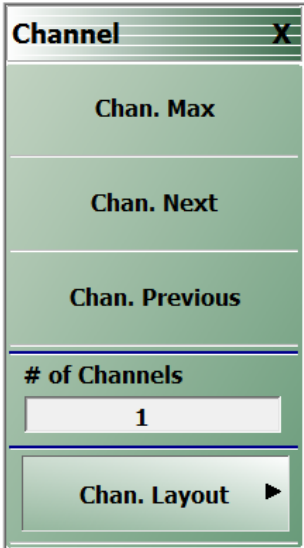 Channel X
Chan. Max
Chan. Next
Chan. Previous
# of Channels
1
Chan. Layout